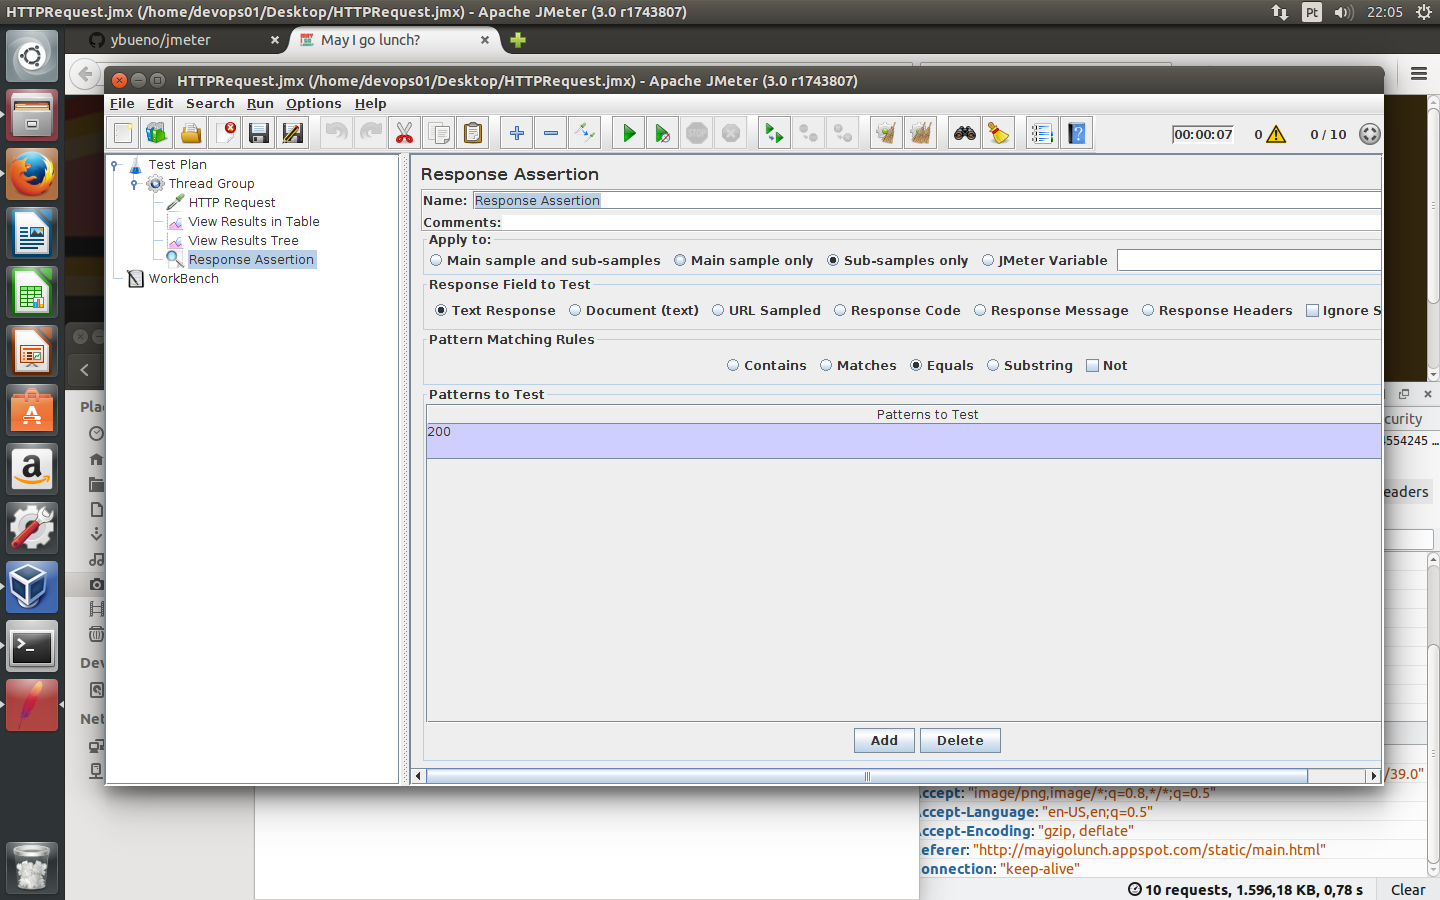 HTTPRequest.jmx (/home/devops01/Desktop/HTTPRequest.jmx) - Apache JMeter (3.0 r1743807)
Pt
22:05
ybueno/jmeter
May I go lunch?
HTTPRequest.jmx (/home/devops01/Desktop/HTTPRequest.jmx) - Apache JMeter (3.0 r1743807)
File Edit Search Run Options Help
STOP
00:00:07 0 0 / 10
Test Plan
Thread Group
HTTP Request
View Results in Table
View Results Tree
Response Assertion
WorkBench
Response Assertion
Name: Response Assertion
Comments:
Apply to:
Main sample and sub-samples Main sample only Sub-samples only JMeter Variable
Response Field to Test
Text Response Document (text) URL Sampled Response Code Response Message Response Headers Ignore S
Pattern Matching Rules
Contains Matches Equals Substring Not
Patterns to Test
Patterns to Test
200
Add Delete
Plac
Dev
Net
curity
4554245 ...
eaders
/39.0"
Accept: "image/png,image/*;q=0.8,*/*;q=0.5"
Accept-Language: "en-US,en;q=0.5"
Accept-Encoding: "gzip, deflate"
eferer: "http://mayigolunch.appspot.com/static/main.html"
onnection: "keep-alive"
10 requests, 1.596,18 KB, 0,78 s Clear